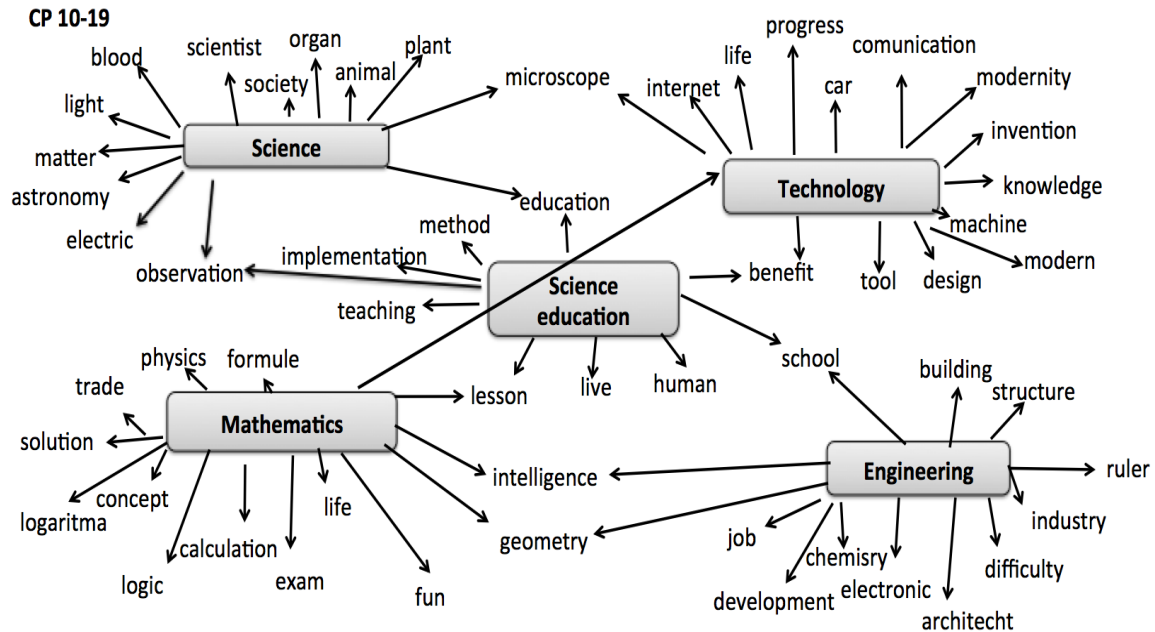 CP 10-19
blood
scientist
organ
plant
society
animal
light
matter
astronomy
electric
Science
microscope
observation
education
progress
life
comunication
internet
car
modernity
invention
knowledge
machine
modern
Technology
benefit
tool
design
method
implementation
teaching
Science
education
lesson
live
human
school
physics
formule
trade
solution
Mathematics
logaritma
concept
logic
calculation
exam
life
fun
intelligence
geometry
building
structure
Engineering
ruler
industry
job
chemisry
difficulty
development
electronic
architecht